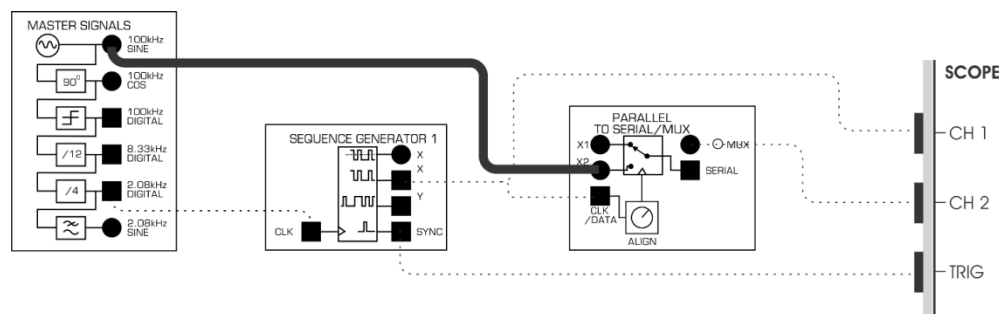 MASTER SIGNALS
100kHz
SINE
90°
100kHz
COS
100kHz
DIGITAL
/12
8.33kHz
DIGITAL
/4
2.08kHz
DIGITAL
2.08kHz
SINE
SEQUENCE GENERATOR 1
X
X
Y
CLK
SYNC
PARALLEL
TO SERIAL/MUX
X1
X2
MUX
SERIAL
CLK
/DATA
ALIGN
SCOPE
CH 1
CH 2
TRIG